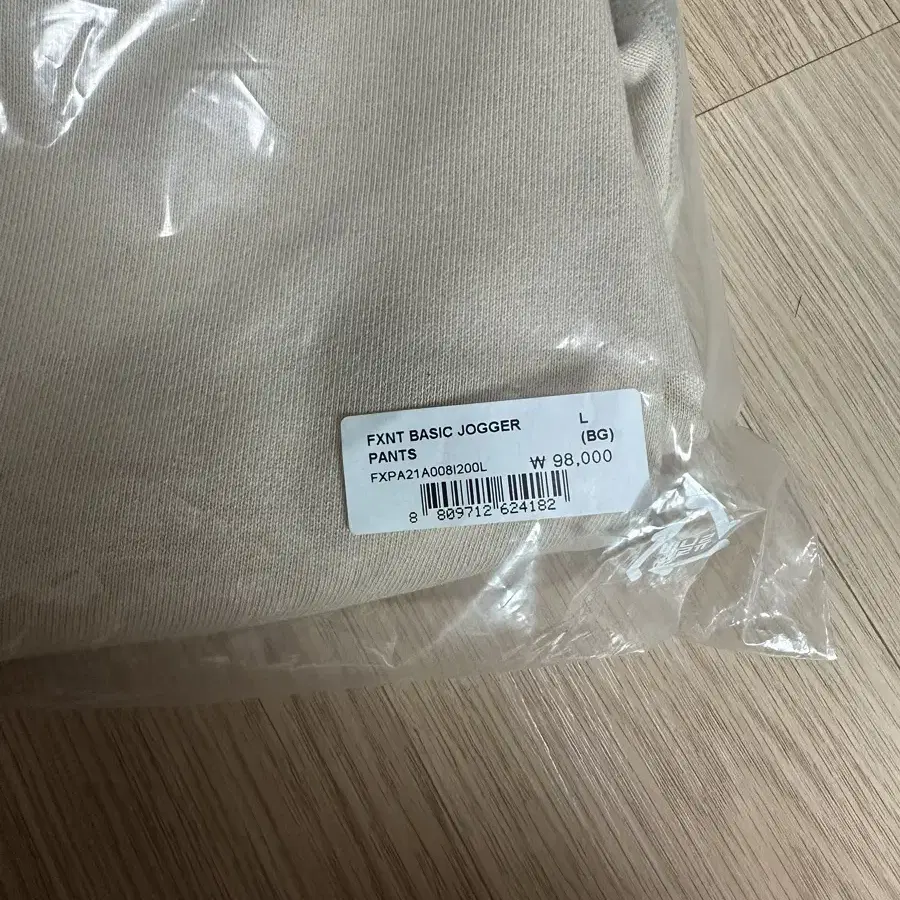 FXNT BASIC JOGGER L
PANTS (BG)
FXPA21A008I200L ₩ 98,000
8 809712 624182